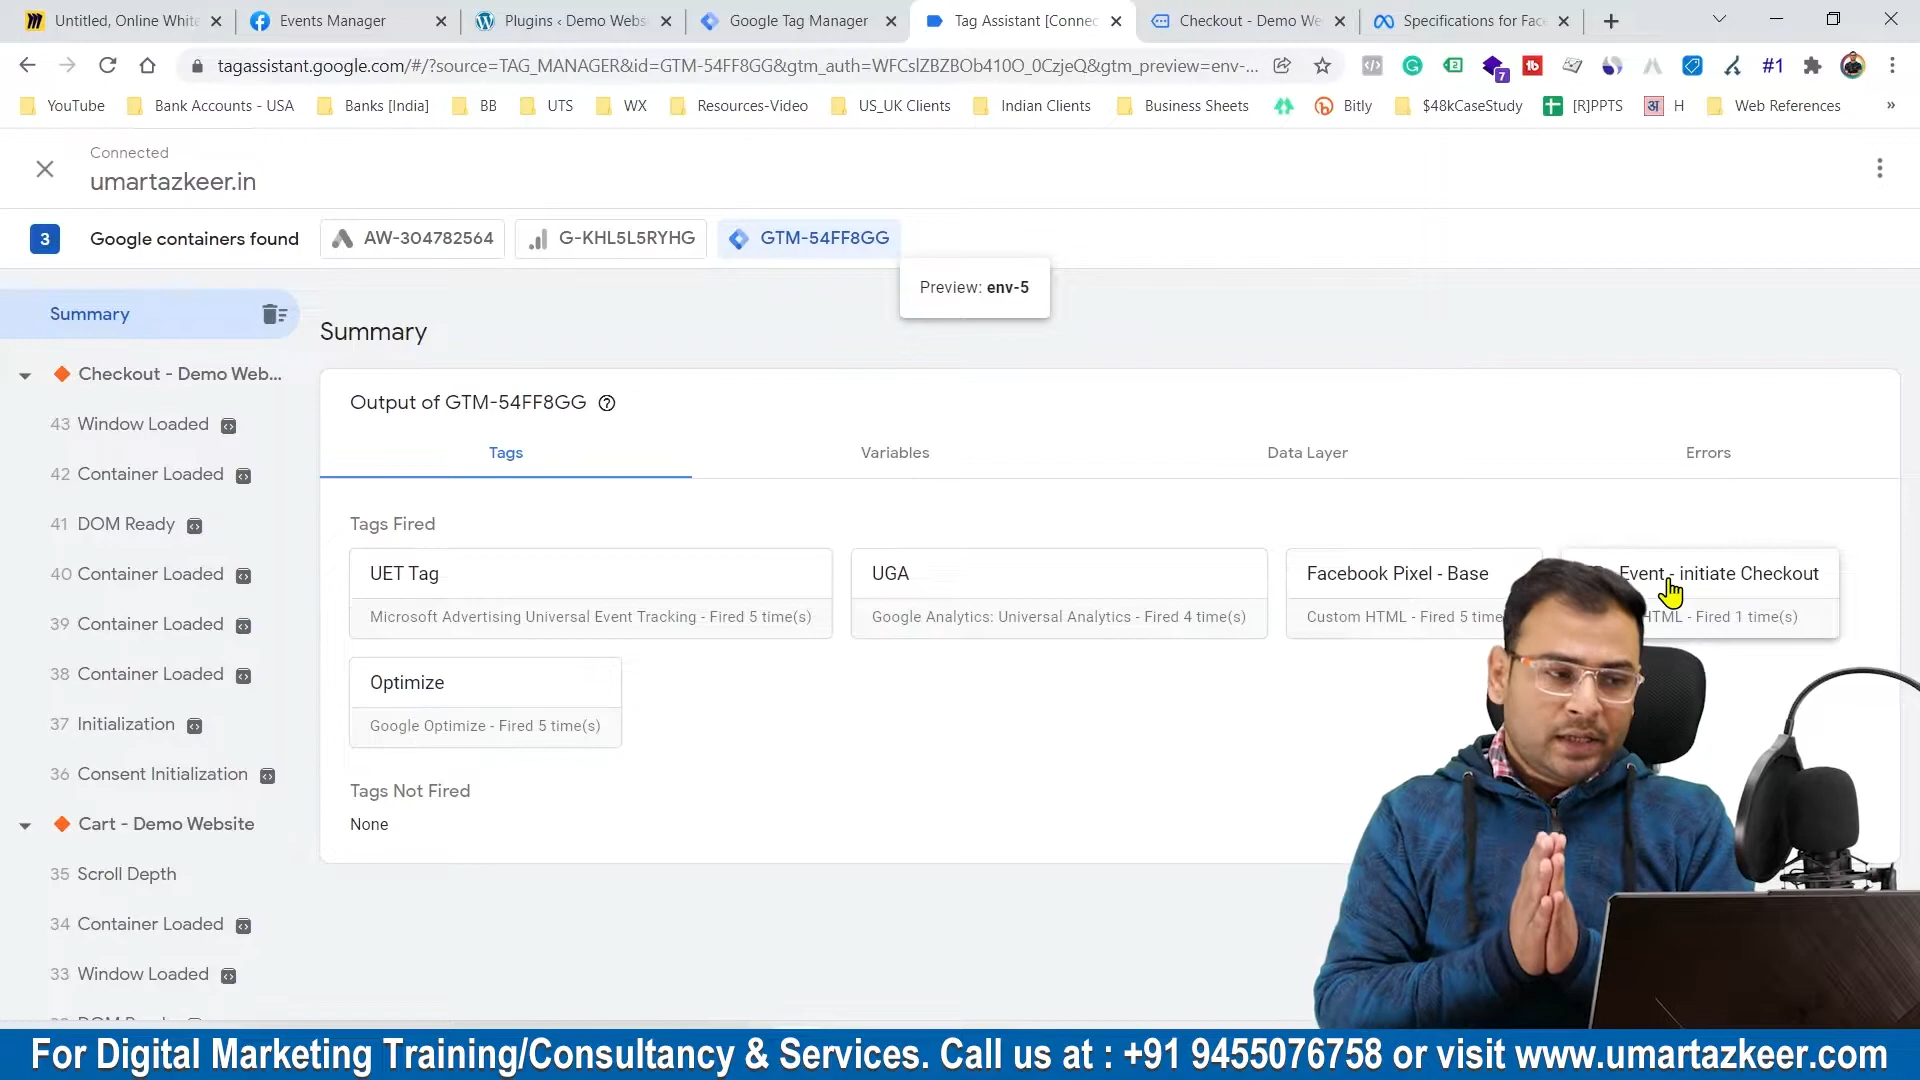 Untitled, Online White
Events Manager
Plugins ‹ Demo Webs
Google Tag Manager
Tag Assistant [Connec
Checkout - Demo We
Specifications for Fac
tagassistant.google.com/#/?source=TAG_MANAGER&id=GTM-54FF8GG&gtm_auth=WFCslZBZBOb410O_0CzjeQ&gtm_preview=env-...
7
#1
YouTube
Bank Accounts - USA
Banks [India]
BB
UTS
WX
Resources-Video
US_UK Clients
Indian Clients
Business Sheets
Bitly
$48kCaseStudy
[R]PPTS
अ
H
Web References
»
Connected
umartazkeer.in
3
Google containers found
AW-304782564
G-KHL5L5RYHG
GTM-54FF8GG
Preview: env-5
Summary
Checkout - Demo Web...
43 Window Loaded
42 Container Loaded
41 DOM Ready
40 Container Loaded
39 Container Loaded
38 Container Loaded
37 Initialization
36 Consent Initialization
Cart - Demo Website
35 Scroll Depth
34 Container Loaded
33 Window Loaded
Summary
Output of GTM-54FF8GG
Tags
Variables
Data Layer
Errors
Tags Fired
UET Tag
Microsoft Advertising Universal Event Tracking - Fired 5 time(s)
UGA
Google Analytics: Universal Analytics - Fired 4 time(s)
Facebook Pixel - Base
Custom HTML - Fired 5 time
Event - initiate Checkout
HTML - Fired 1 time(s)
Optimize
Google Optimize - Fired 5 time(s)
Tags Not Fired
None
For Digital Marketing Training/Consultancy & Services. Call us at : +91 9455076758 or visit www.umartazkeer.com